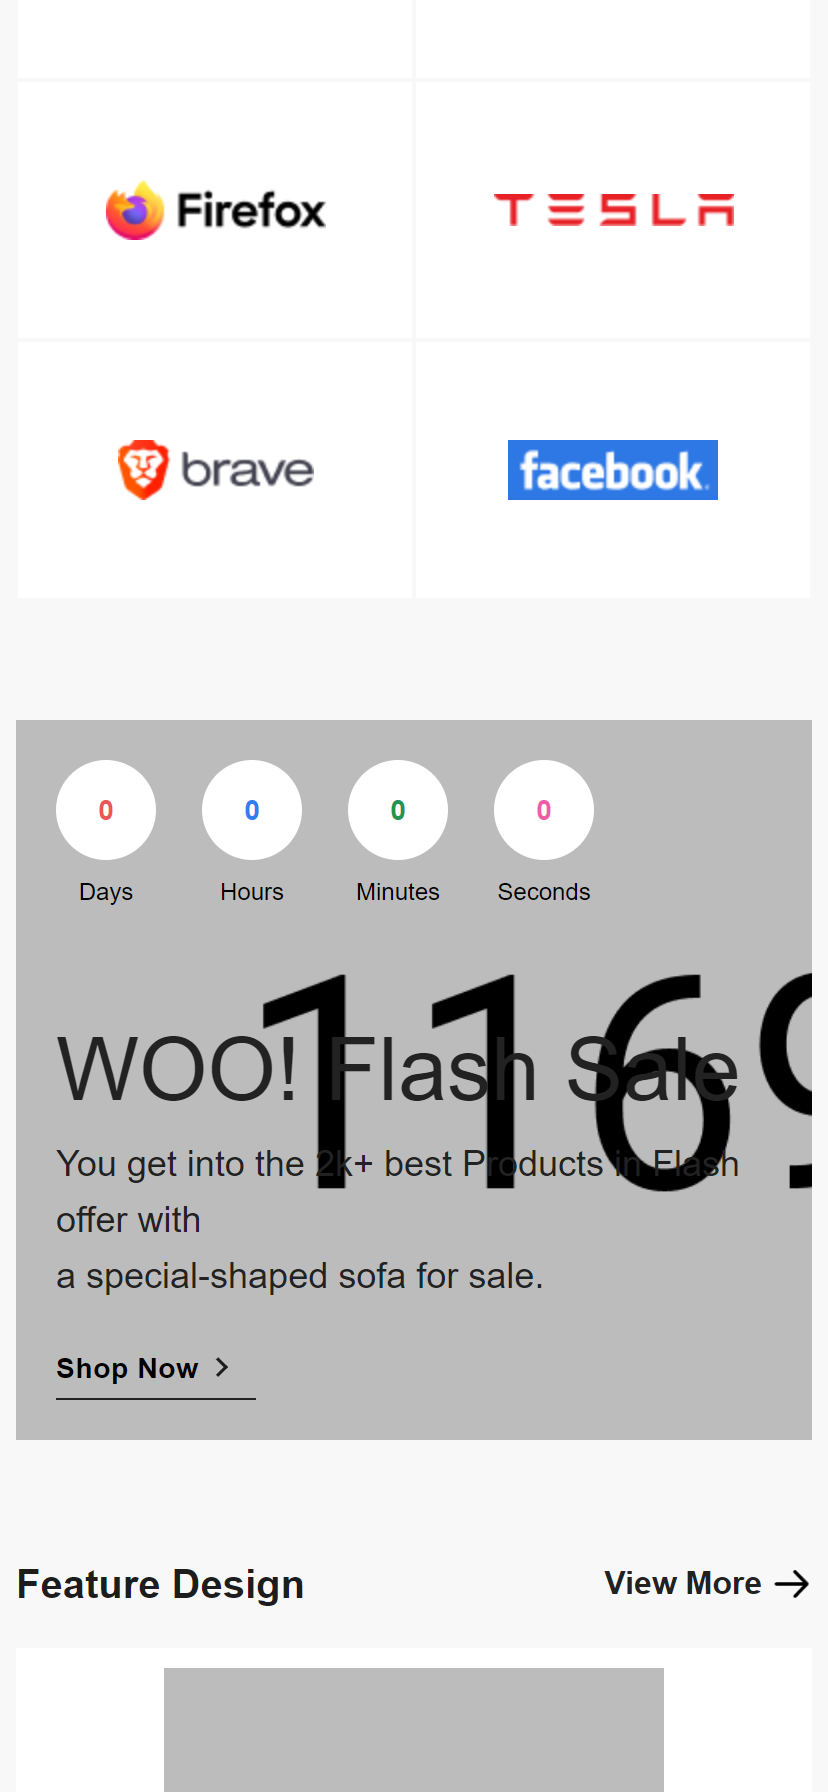 Firefox
TESLA
brave
facebook
0 0 0 0
Days Hours Minutes Seconds
1169
WOO! Flash Sale
You get into the 2k+ best Products in Flash
offer with
a special-shaped sofa for sale.
Shop Now
Feature Design
View More